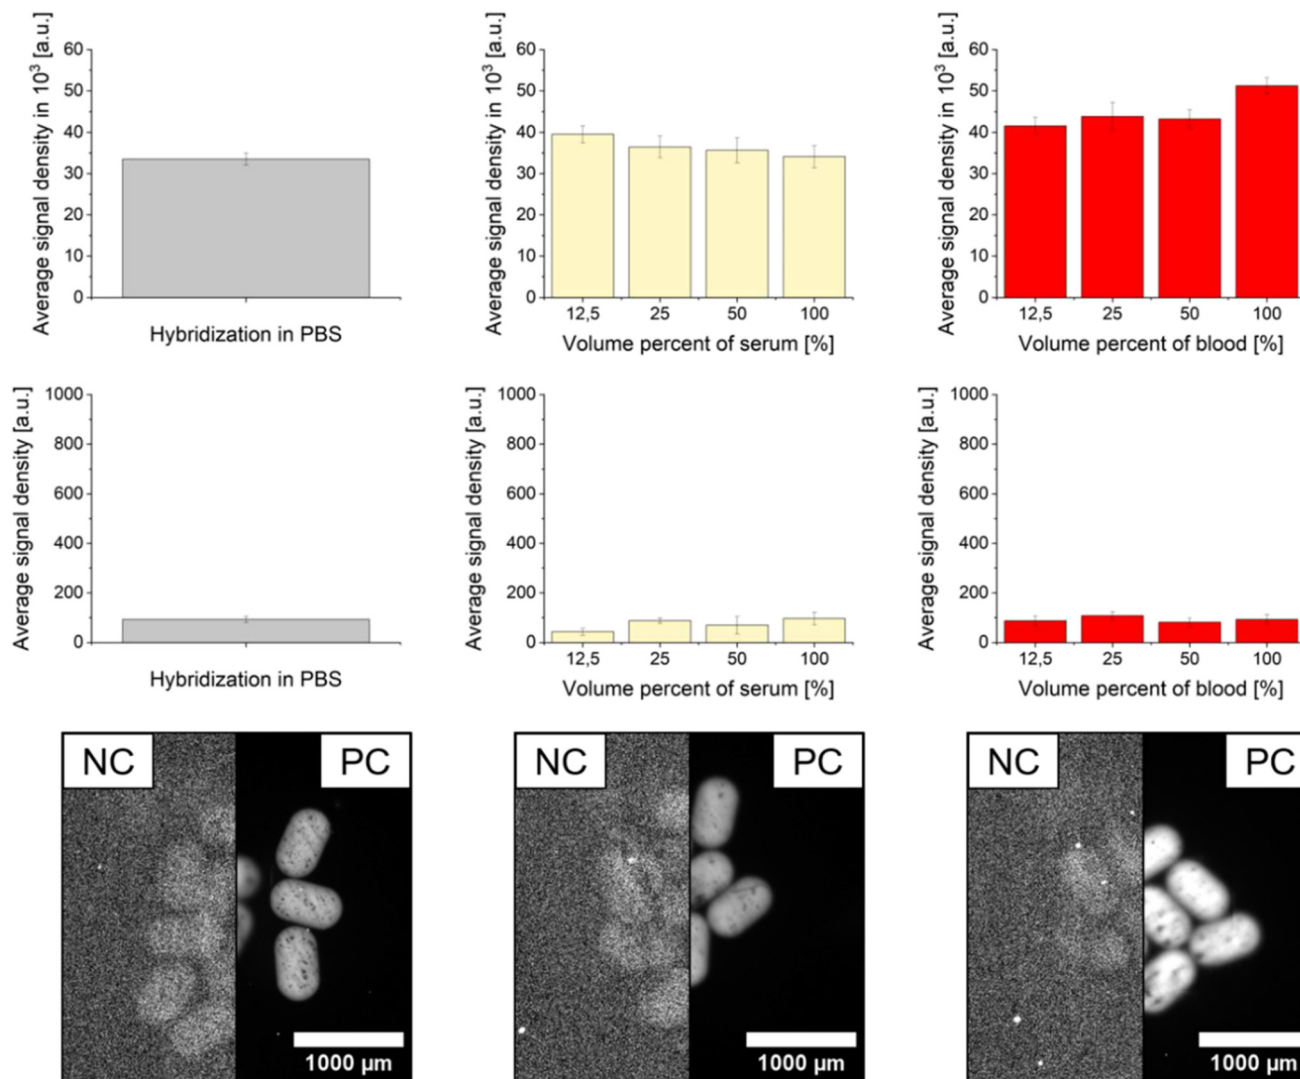 Average signal density in 10³ [a.u.]
60
50
40
30
20
10
0
Hybridization in PBS
Average signal density in 10³ [a.u.]
60
50
40
30
20
10
0
12,5 25 50 100
Volume percent of serum [%]
Average signal density in 10³ [a.u.]
60
50
40
30
20
10
0
12,5 25 50 100
Volume percent of blood [%]
Average signal density [a.u.]
1000
800
600
400
200
0
Hybridization in PBS
Average signal density [a.u.]
1000
800
600
400
200
0
12,5 25 50 100
Volume percent of serum [%]
Average signal density [a.u.]
1000
800
600
400
200
0
12,5 25 50 100
Volume percent of blood [%]
NC PC
1000 µm
NC PC
1000 µm
NC PC
1000 µm